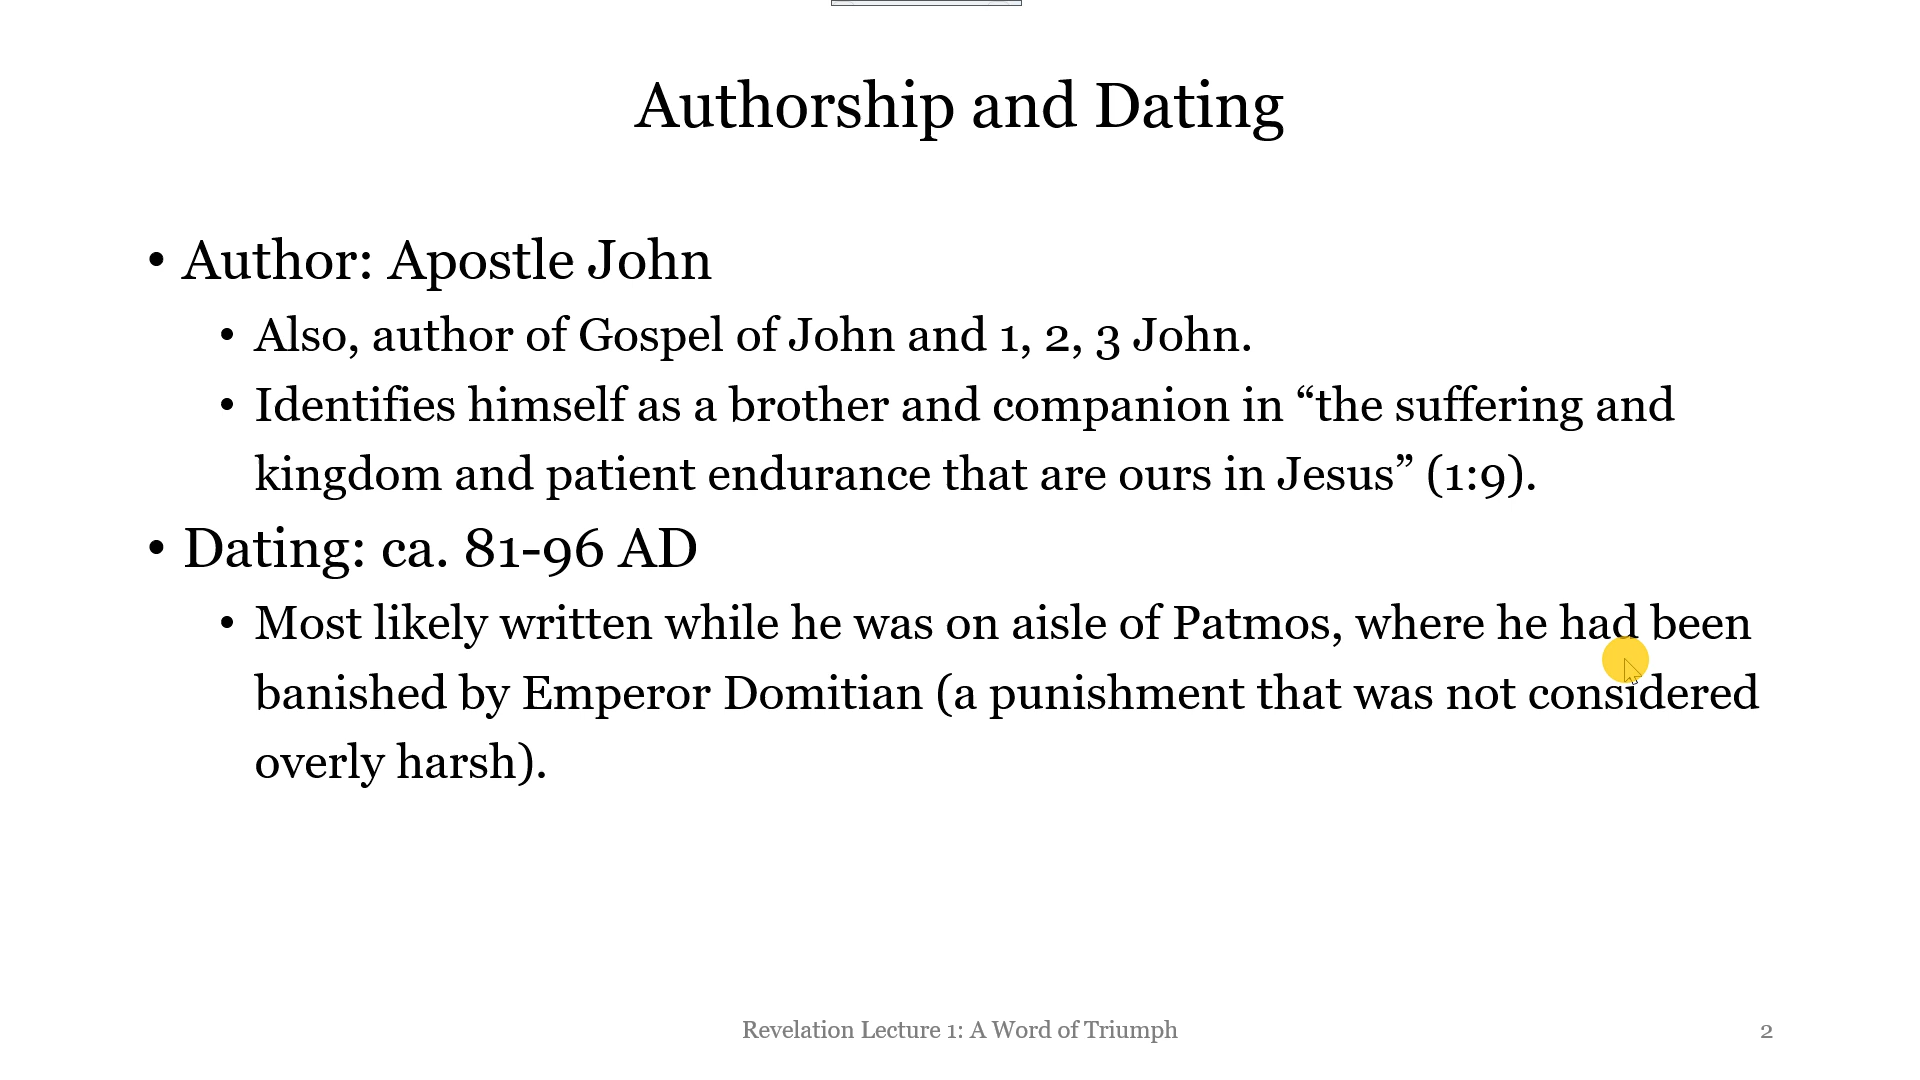 Authorship and Dating
• Author: Apostle John
• Also, author of Gospel of John and 1, 2, 3 John.
• Identifies himself as a brother and companion in “the suffering and
kingdom and patient endurance that are ours in Jesus” (1:9).
• Dating: ca. 81-96 AD
• Most likely written while he was on aisle of Patmos, where he had been
banished by Emperor Domitian (a punishment that was not considered
overly harsh).
Revelation Lecture 1: A Word of Triumph
2